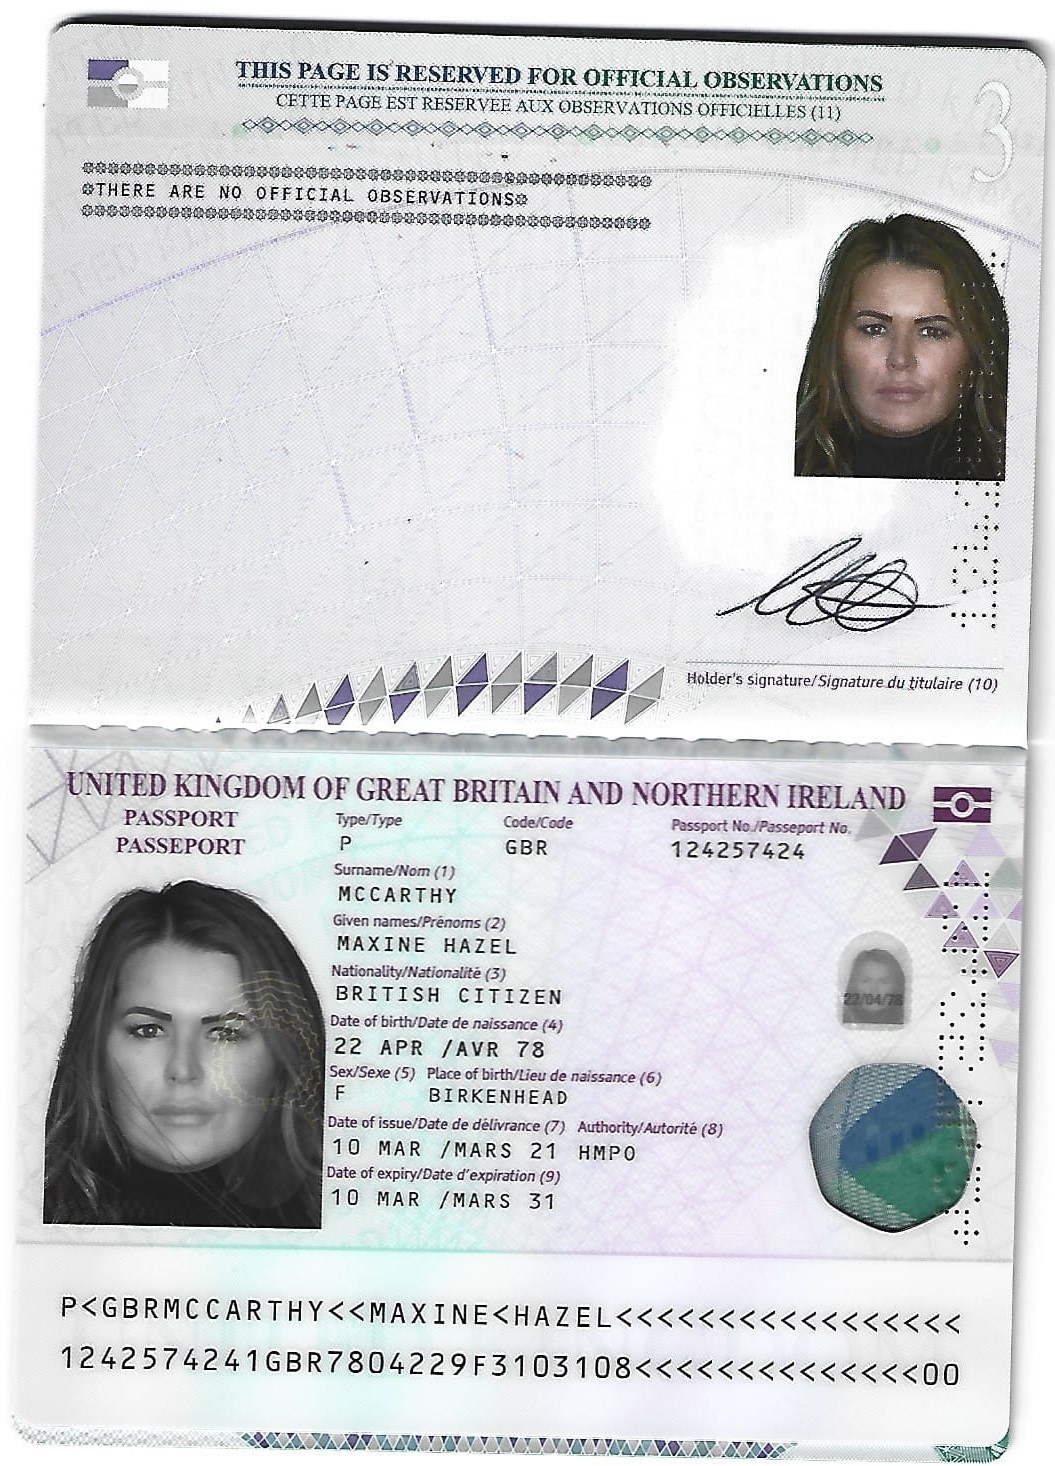 THIS PAGE IS RESERVED FOR OFFICIAL OBSERVATIONS
CETTE PAGE EST RESERVEE AUX OBSERVATIONS OFFICIELLES (11)
3
THERE ARE NO OFFICIAL OBSERVATIONS
Holder's signature/Signature du titulaire (10)
UNITED KINGDOM OF GREAT BRITAIN AND NORTHERN IRELAND
PASSPORT
PASSEPORT
Type/Type Code/Code Passport No./Passeport No.
P GBR 124257424
Surname/Nom (1)
MCCARTHY
Given names/Prénoms (2)
MAXINE HAZEL
Nationality/Nationalité (3)
BRITISH CITIZEN
22/04/78
Date of birth/Date de naissance (4)
22 APR /AVR 78
Sex/Sexe (5) Place of birth/Lieu de naissance (6)
F BIRKENHEAD
Date of issue/Date de délivrance (7) Authority/Autorité (8)
10 MAR /MARS 21 HMPO
Date of expiry/Date d'expiration (9)
10 MAR /MARS 31
P<GBRMCCARTHY<<MAXINE<HAZEL<<<<<<<<<<<<<<<<<
1242574241GBR7804229F3103108<<<<<<<<<<<<<<00